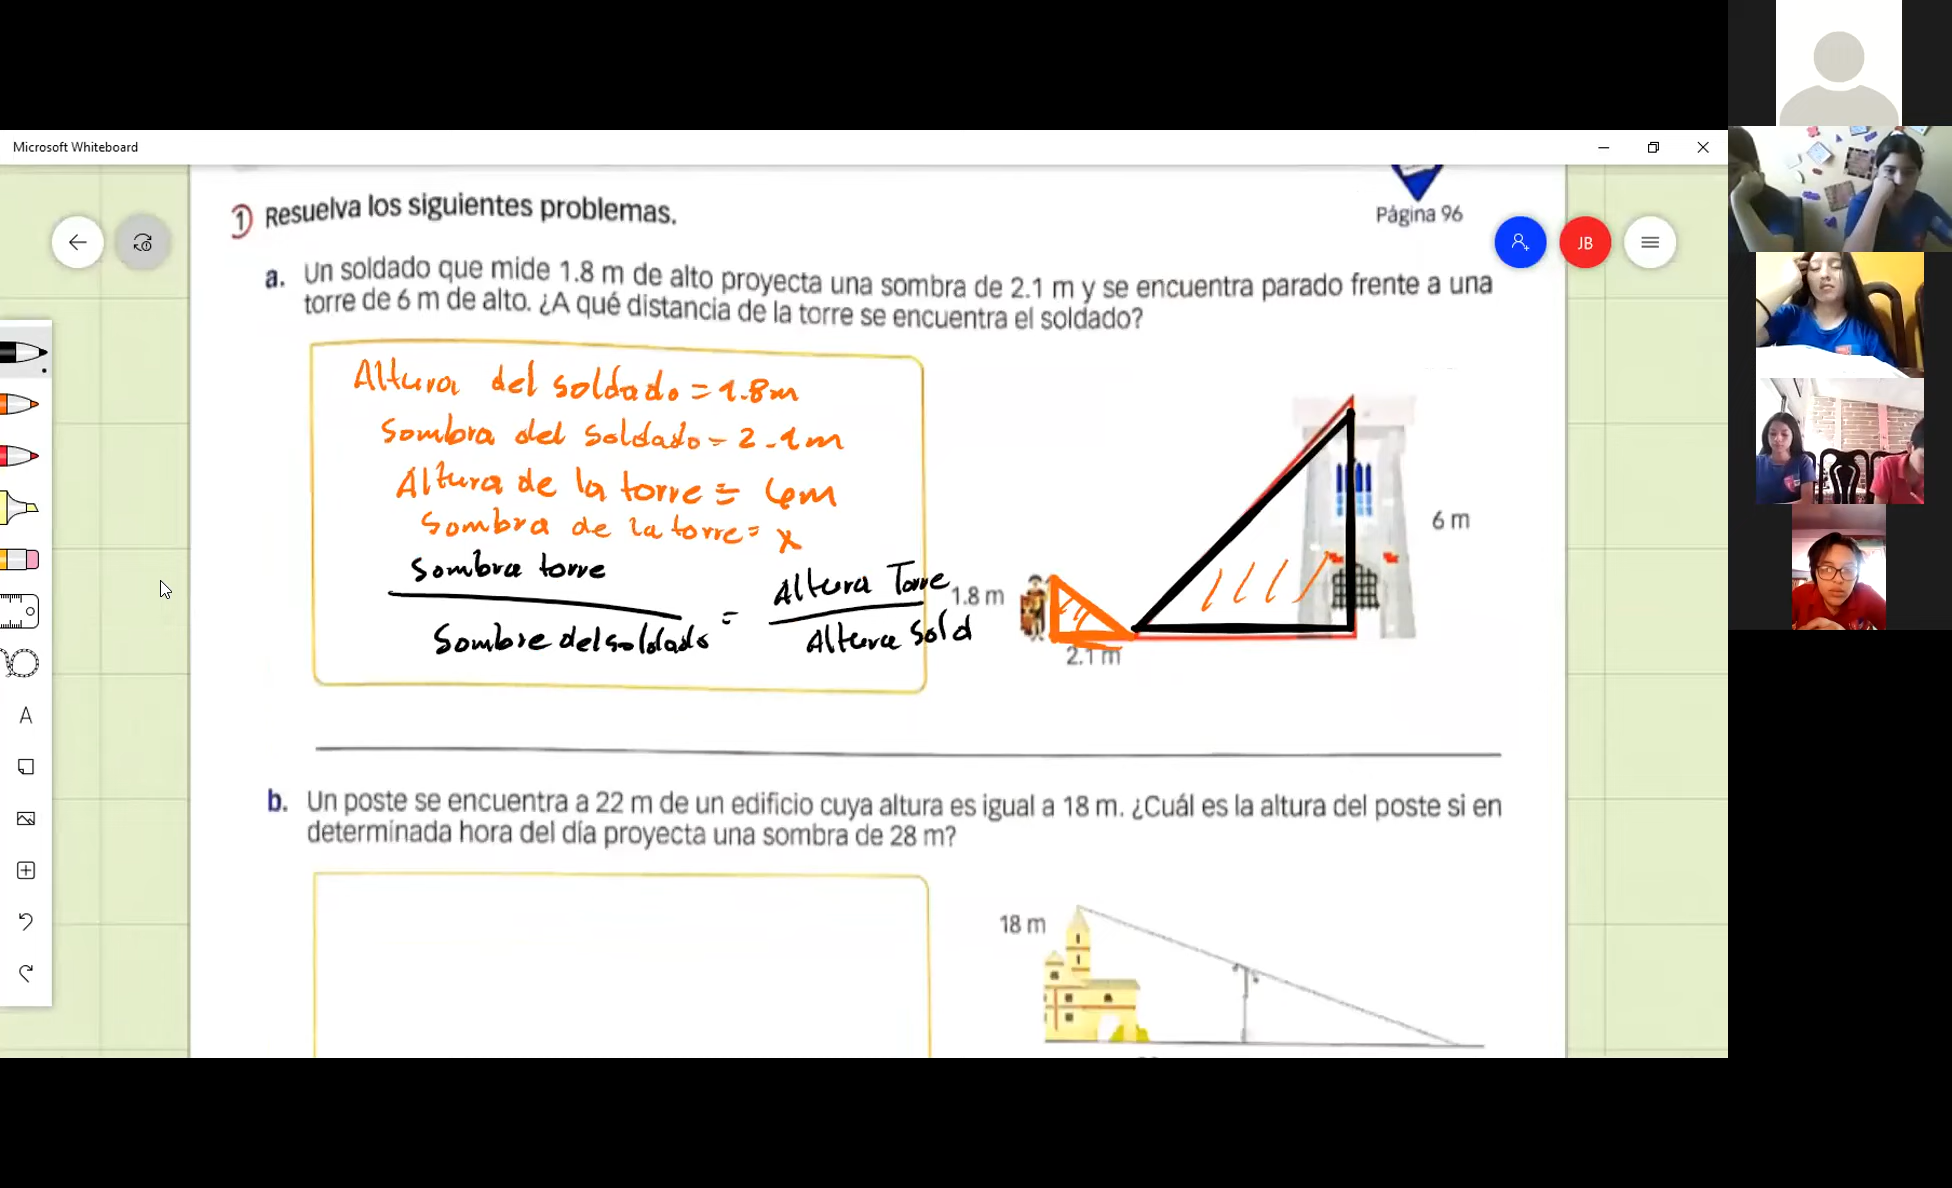 Microsoft Whiteboard
Página 96
1) Resuelva los siguientes problemas.
JB
a. Un soldado que mide 1.8 m de alto proyecta una sombra de 2.1 m y se encuentra parado frente a una
torre de 6 m de alto. ¿A qué distancia de la torre se encuentra el soldado?
Altura del soldado = 1.8m
Sombra del soldado = 2.1m
Altura de la torre = 6m
Sombra de la torre = x
Sombra torre
Sombra del soldado
=
Altura Torre
Altura Sold
1.8 m
2.1 m
6 m
b. Un poste se encuentra a 22 m de un edificio cuya altura es igual a 18 m. ¿Cuál es la altura del poste si en
determinada hora del día proyecta una sombra de 28 m?
18 m
A